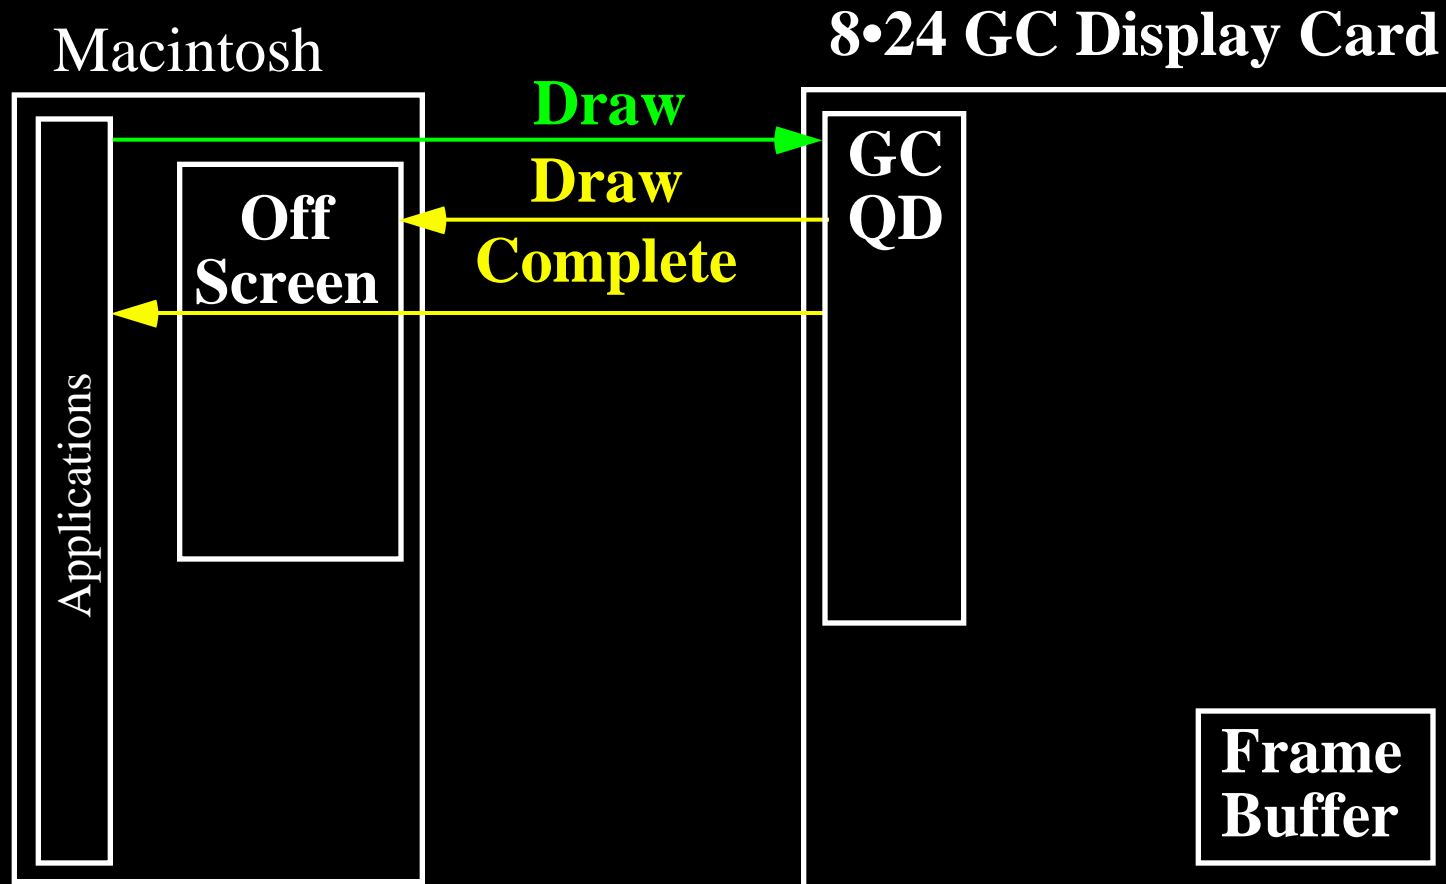 Macintosh
8•24 GC Display Card
Draw
Draw
Complete
GC
QD
Off
Screen
Applications
Frame
Buffer